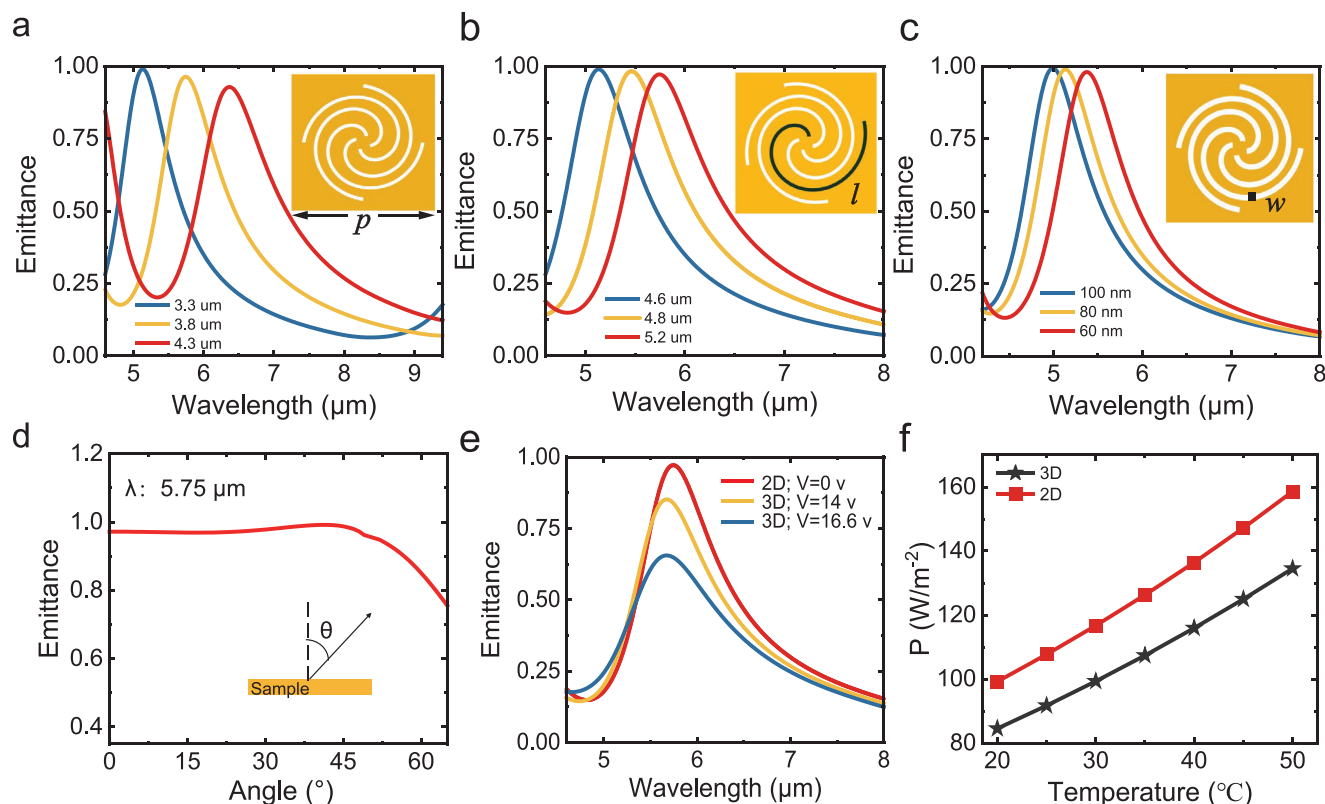 a
1.00
0.75
0.50
0.25
0.00
Emittance
5 6 7 8 9
Wavelength (μm)
p
3.3 um
3.8 um
4.3 um
b
1.00
0.75
0.50
0.25
0.00
Emittance
5 6 7 8
Wavelength (μm)
l
4.6 um
4.8 um
5.2 um
c
1.00
0.75
0.50
0.25
0.00
Emittance
5 6 7 8
Wavelength (μm)
w
100 nm
80 nm
60 nm
d
1.2
1.0
0.8
0.6
0.4
Emittance
λ: 5.75 μm
θ
Sample
0 15 30 45 60
Angle (°)
e
1.00
0.75
0.50
0.25
0.00
Emittance
2D; V=0 v
3D; V=14 v
3D; V=16.6 v
5 6 7 8
Wavelength (μm)
f
3D
2D
160
140
120
100
80
P (W/m⁻²)
20 30 40 50
Temperature (℃)